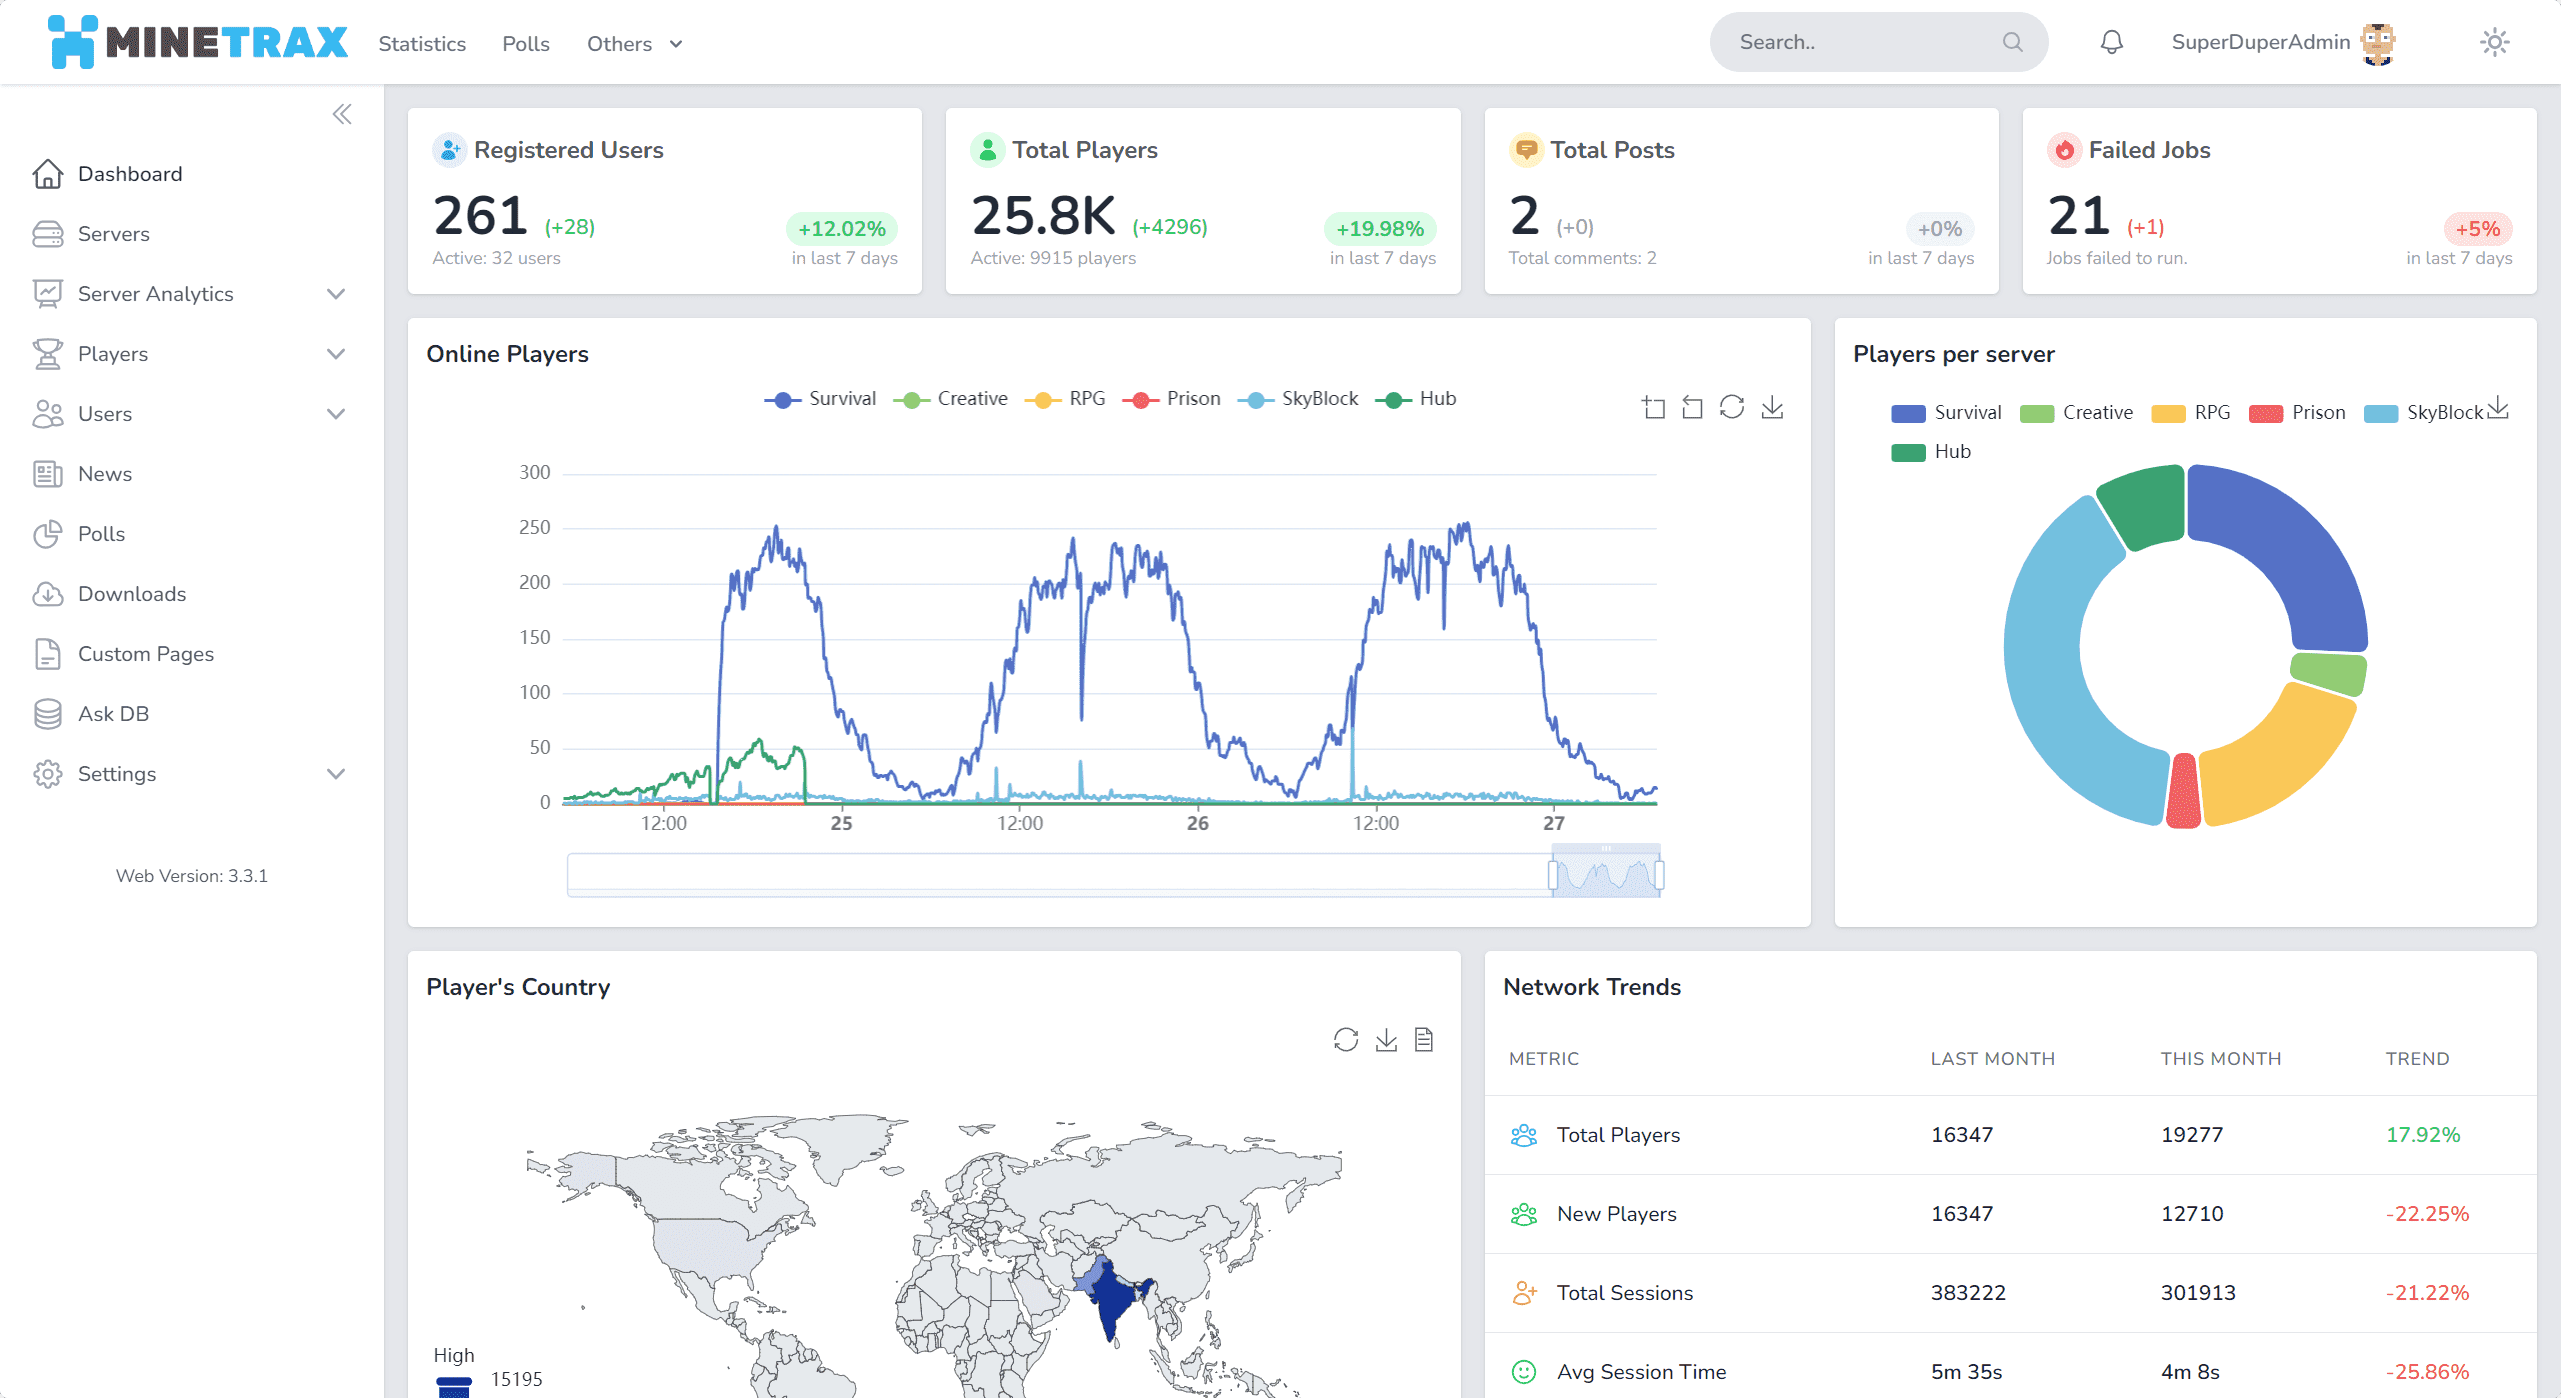 MINETRAX Statistics Polls Others Search.. SuperDuperAdmin
Dashboard
Servers
Server Analytics
Players
Users
News
Polls
Downloads
Custom Pages
Ask DB
Settings
Web Version: 3.3.1
Registered Users
261 (+28) +12.02%
Active: 32 users in last 7 days
Total Players
25.8K (+4296) +19.98%
Active: 9915 players in last 7 days
Total Posts
2 (+0) +0%
Total comments: 2 in last 7 days
Failed Jobs
21 (+1) +5%
Jobs failed to run. in last 7 days
Online Players
Survival Creative RPG Prison SkyBlock Hub
300
250
200
150
100
50
0
12:00 25 12:00 26 12:00 27
Players per server
Survival Creative RPG Prison SkyBlock
Hub
Player's Country
High
15195
Network Trends
METRIC LAST MONTH THIS MONTH TREND
Total Players 16347 19277 17.92%
New Players 16347 12710 -22.25%
Total Sessions 383222 301913 -21.22%
Avg Session Time 5m 35s 4m 8s -25.86%